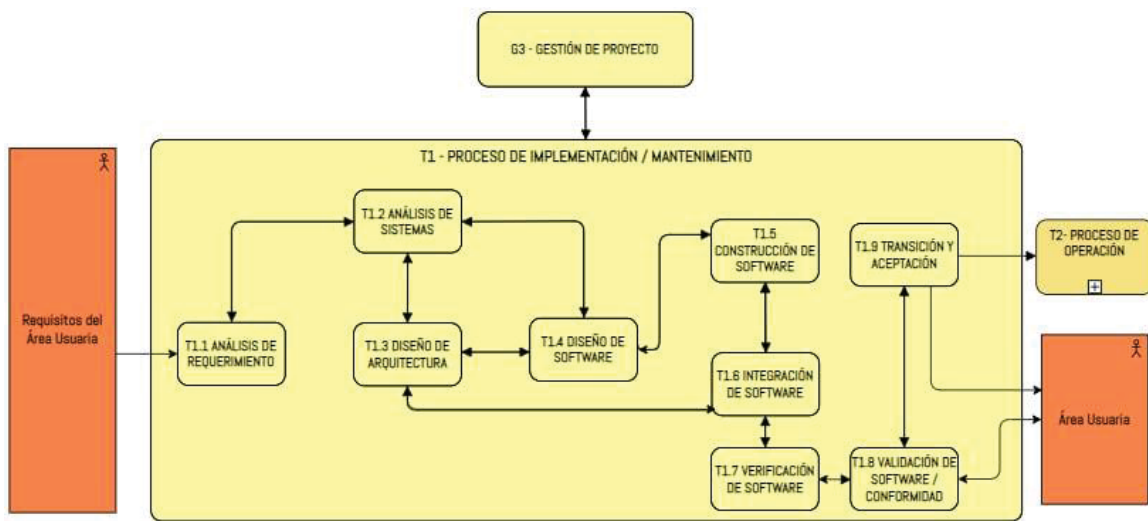 G3 - GESTIÓN DE PROYECTO
T1 - PROCESO DE IMPLEMENTACIÓN / MANTENIMIENTO
Requisitos del
Área Usuaria
T1.1 ANÁLISIS DE
REQUERIMIENTO
T1.2 ANÁLISIS DE
SISTEMAS
T1.3 DISEÑO DE
ARQUITECTURA
T1.4 DISEÑO DE
SOFTWARE
T1.5
CONSTRUCCIÓN DE
SOFTWARE
T1.6 INTEGRACIÓN
DE SOFTWARE
T1.7 VERIFICACIÓN
DE SOFTWARE
T1.8 VALIDACIÓN DE
SOFTWARE /
CONFORMIDAD
T1.9 TRANSICIÓN Y
ACEPTACIÓN
T2- PROCESO DE
OPERACIÓN
Área Usuaria